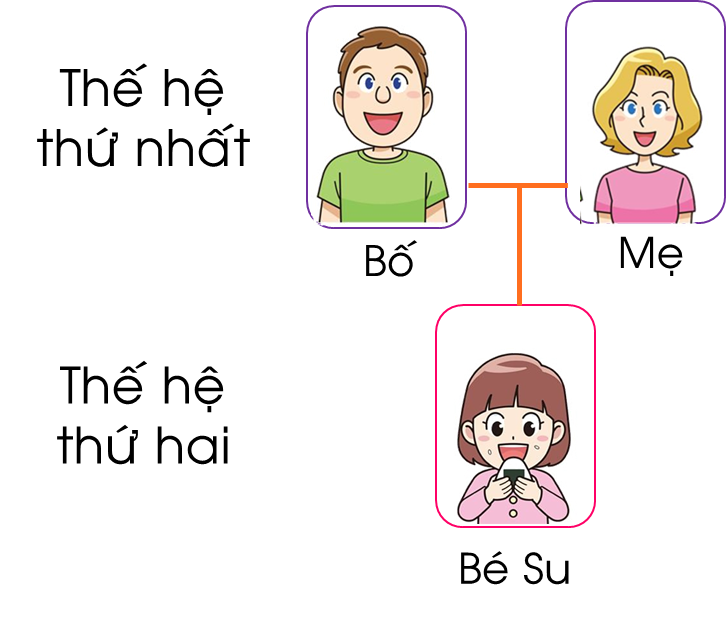 Thế hệ
thứ nhất
Bố
Mẹ
Thế hệ
thứ hai
Bé Su